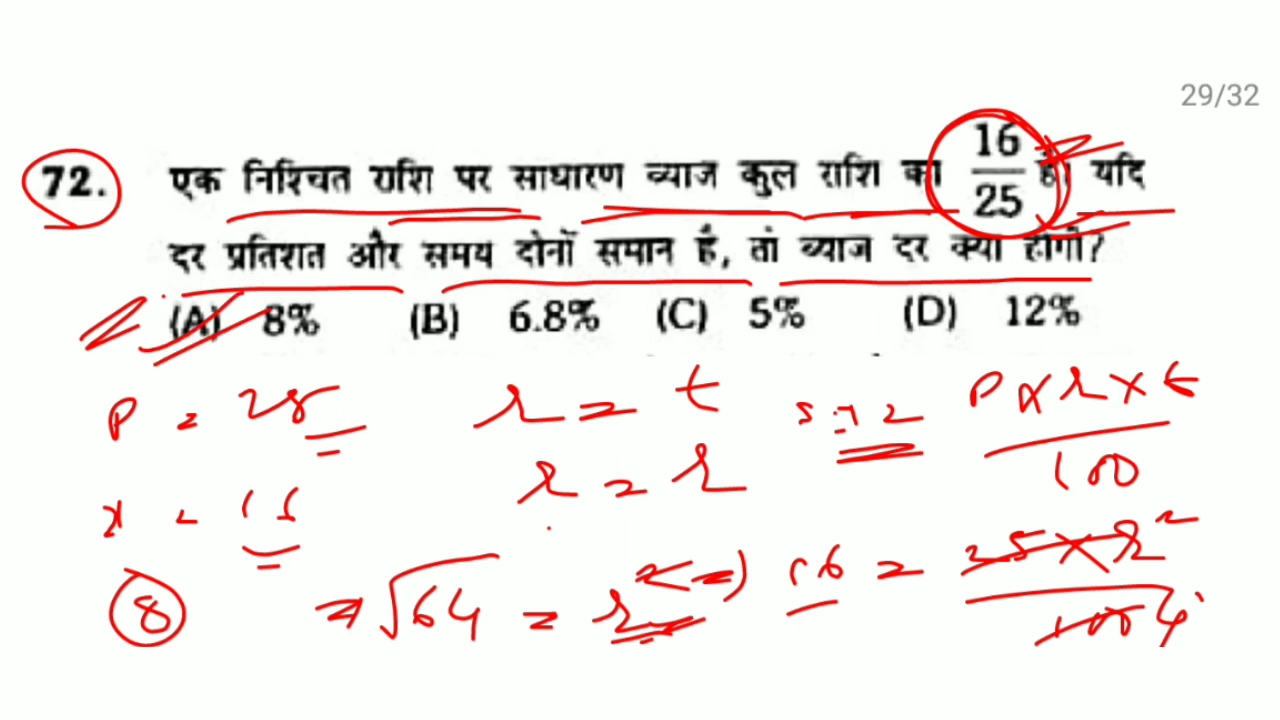 29/32
72. एक निश्चित राशि पर साधारण ब्याज कुल राशि का 16/25 है। यदि
दर प्रतिशत और समय दोनों समान है, तो ब्याज दर क्या होगी?
(A) 8% (B) 6.8% (C) 5% (D) 12%
P = 25 r = t S.I = P × r × t / 100
r = r
16 = 25 × r² / 100 4
8 √64 = r